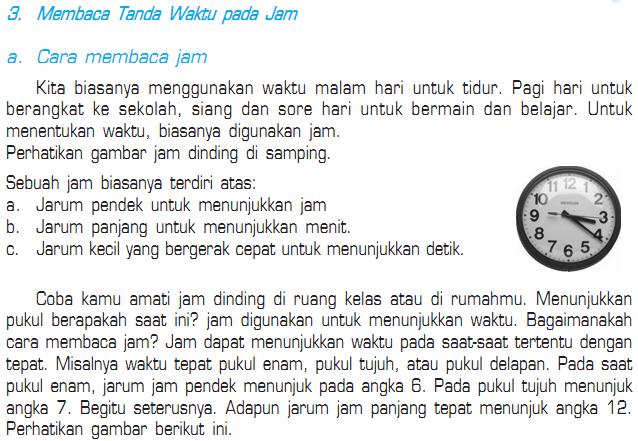 3. Membaca Tanda Waktu pada Jam
a. Cara membaca jam
Kita biasanya menggunakan waktu malam hari untuk tidur. Pagi hari untuk
berangkat ke sekolah, siang dan sore hari untuk bermain dan belajar. Untuk
menentukan waktu, biasanya digunakan jam.
Perhatikan gambar jam dinding di samping.
Sebuah jam biasanya terdiri atas:
a. Jarum pendek untuk menunjukkan jam
b. Jarum panjang untuk menunjukkan menit.
c. Jarum kecil yang bergerak cepat untuk menunjukkan detik.
11 12 1
10 2
9 3
8 4
7 6 5
Coba kamu amati jam dinding di ruang kelas atau di rumahmu. Menunjukkan
pukul berapakah saat ini? jam digunakan untuk menunjukkan waktu. Bagaimanakah
cara membaca jam? Jam dapat menunjukkan waktu pada saat-saat tertentu dengan
tepat. Misalnya waktu tepat pukul enam, pukul tujuh, atau pukul delapan. Pada saat
pukul enam, jarum jam pendek menunjuk pada angka 6. Pada pukul tujuh menunjuk
angka 7. Begitu seterusnya. Adapun jarum jam panjang tepat menunjuk angka 12.
Perhatikan gambar berikut ini.